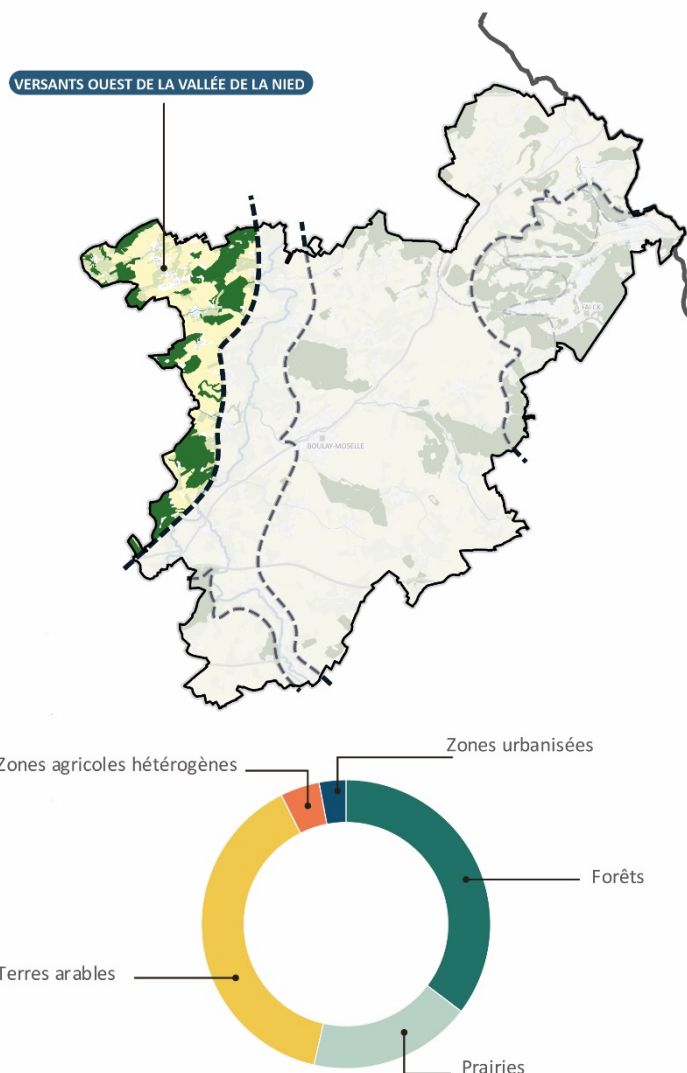 VERSANTS OUEST DE LA VALLÉE DE LA NIED
FALCK
BOULAY-MOSELLE
Zones urbanisées
Zones agricoles hétérogènes
Forêts
Terres arables
Prairies